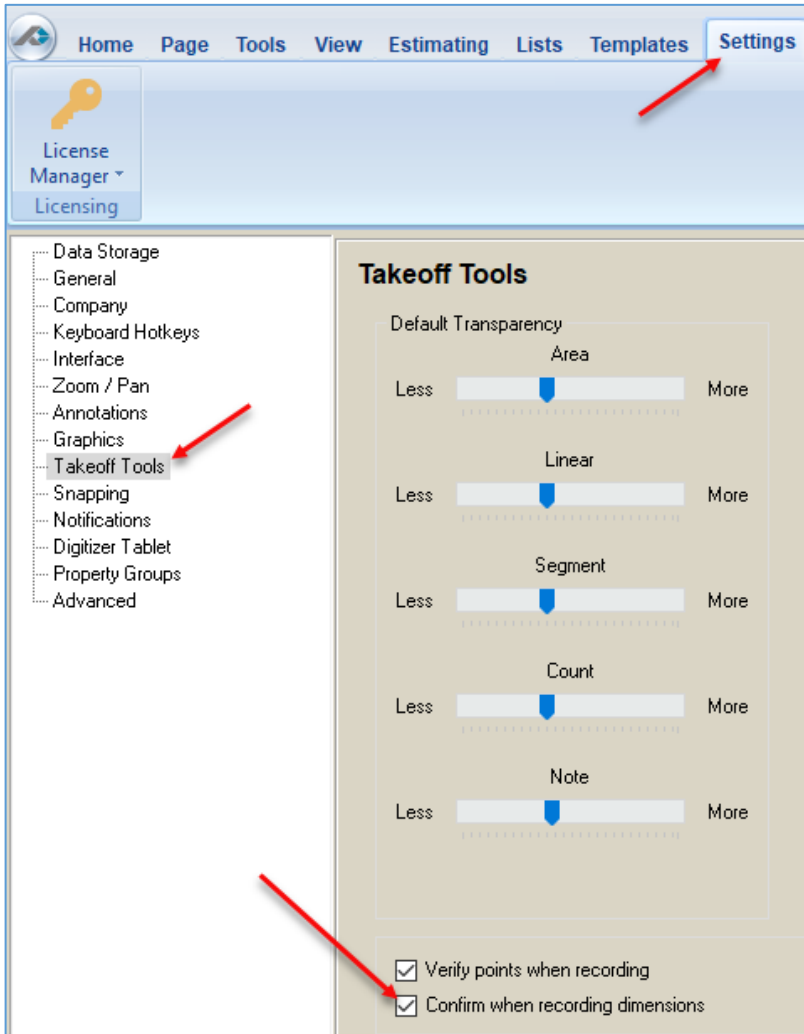 Home Page Tools View Estimating Lists Templates Settings
License
Manager
Licensing
Data Storage
General
Company
Keyboard Hotkeys
Interface
Zoom / Pan
Annotations
Graphics
Takeoff Tools
Snapping
Notifications
Digitizer Tablet
Property Groups
Advanced
Takeoff Tools
Default Transparency
Area
Less More
Linear
Less More
Segment
Less More
Count
Less More
Note
Less More
Verify points when recording
Confirm when recording dimensions